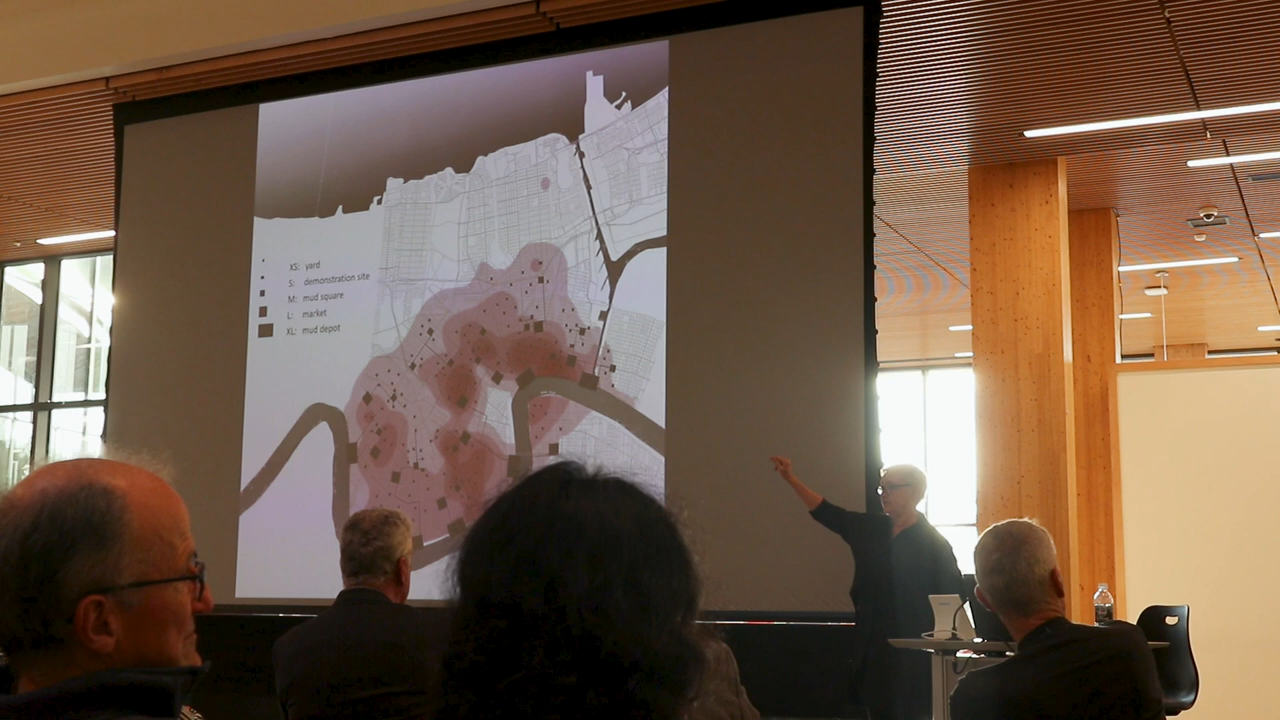 XS: yard
S: demonstration site
M: mud square
L: market
XL: mud depot